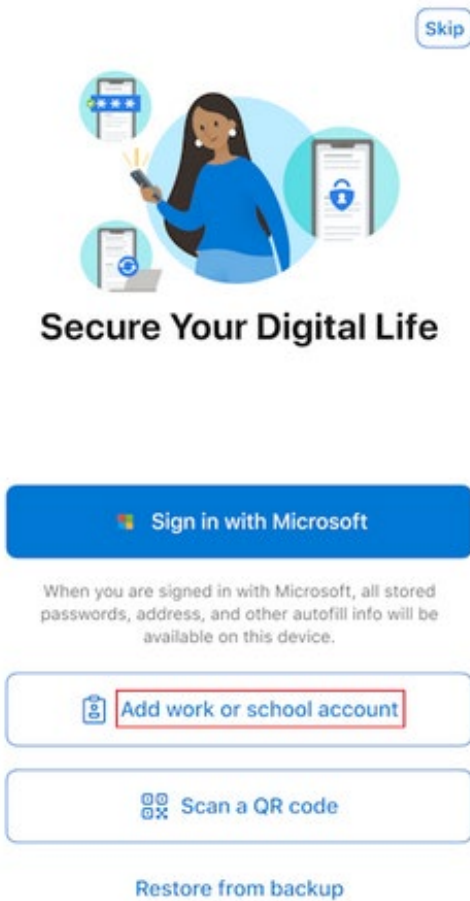 Skip
***
Secure Your Digital Life
Sign in with Microsoft
When you are signed in with Microsoft, all stored
passwords, address, and other autofill info will be
available on this device.
Add work or school account
Scan a QR code
Restore from backup